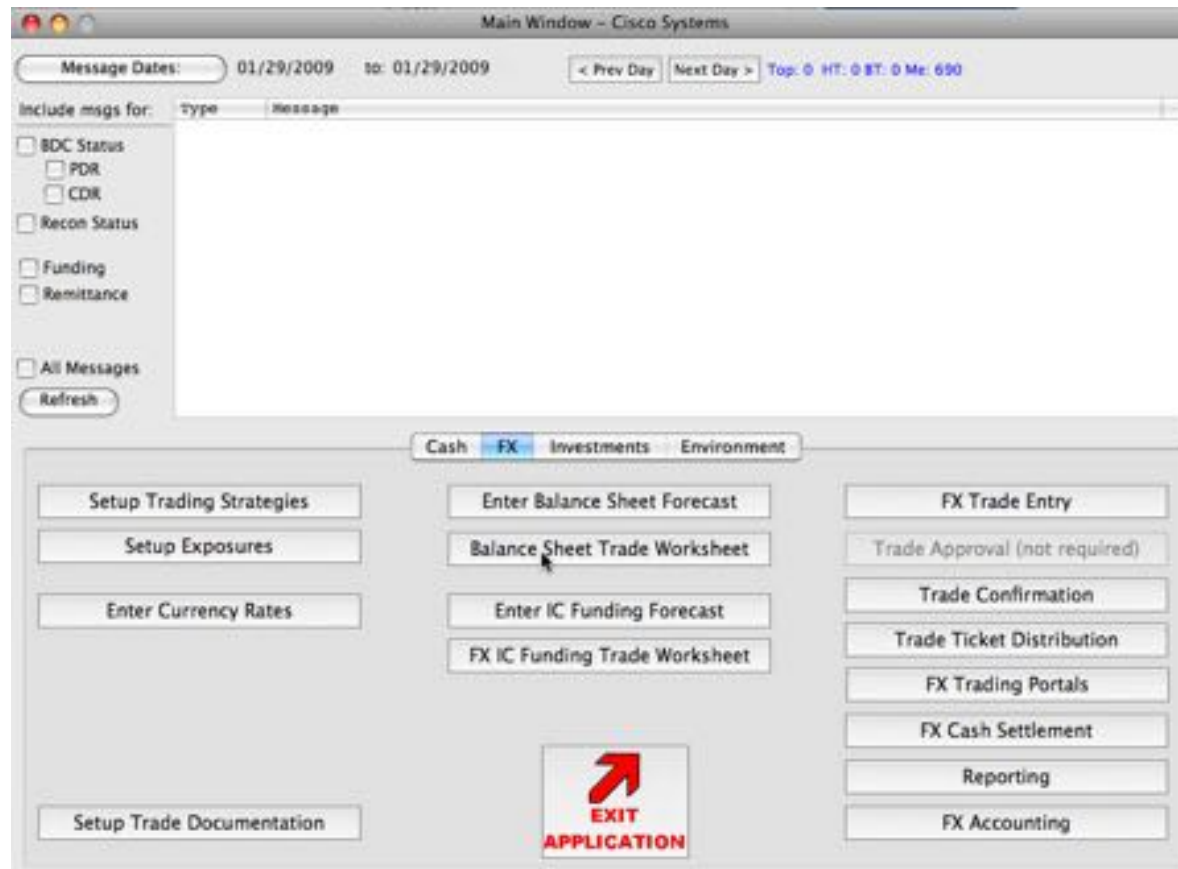 Main Window – Cisco Systems
Message Dates: 01/29/2009 to: 01/29/2009 < Prev Day Next Day > Top: 0 HT: 0 BT: 0 Me: 690
Include msgs for: Type Message
BDC Status
PDR
CDR
Recon Status
Funding
Remittance
All Messages
Refresh
Cash FX Investments Environment
Setup Trading Strategies
Setup Exposures
Enter Currency Rates
Setup Trade Documentation
Enter Balance Sheet Forecast
Balance Sheet Trade Worksheet
Enter IC Funding Forecast
FX IC Funding Trade Worksheet
EXIT
APPLICATION
FX Trade Entry
Trade Approval (not required)
Trade Confirmation
Trade Ticket Distribution
FX Trading Portals
FX Cash Settlement
Reporting
FX Accounting